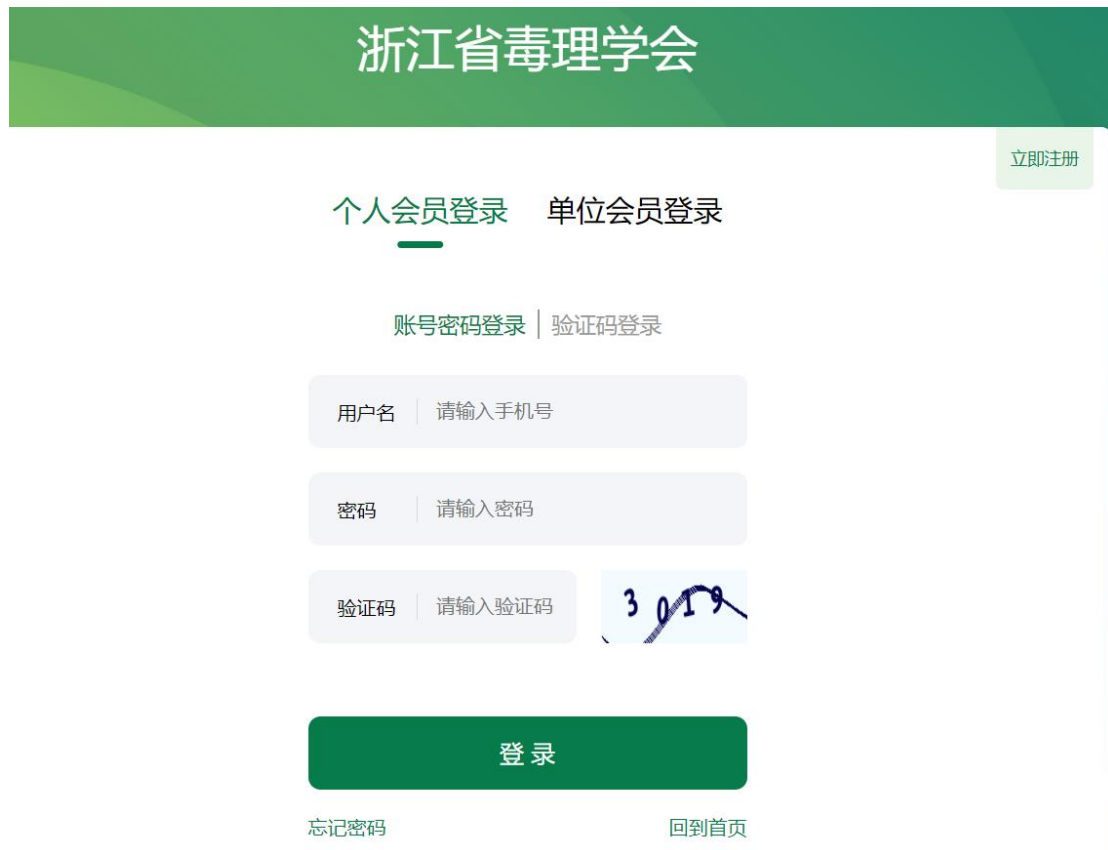 浙江省毒理学会
立即注册
个人会员登录 单位会员登录
账号密码登录 验证码登录
用户名 请输入手机号
密码 请输入密码
验证码 请输入验证码 3019
登录
忘记密码 回到首页